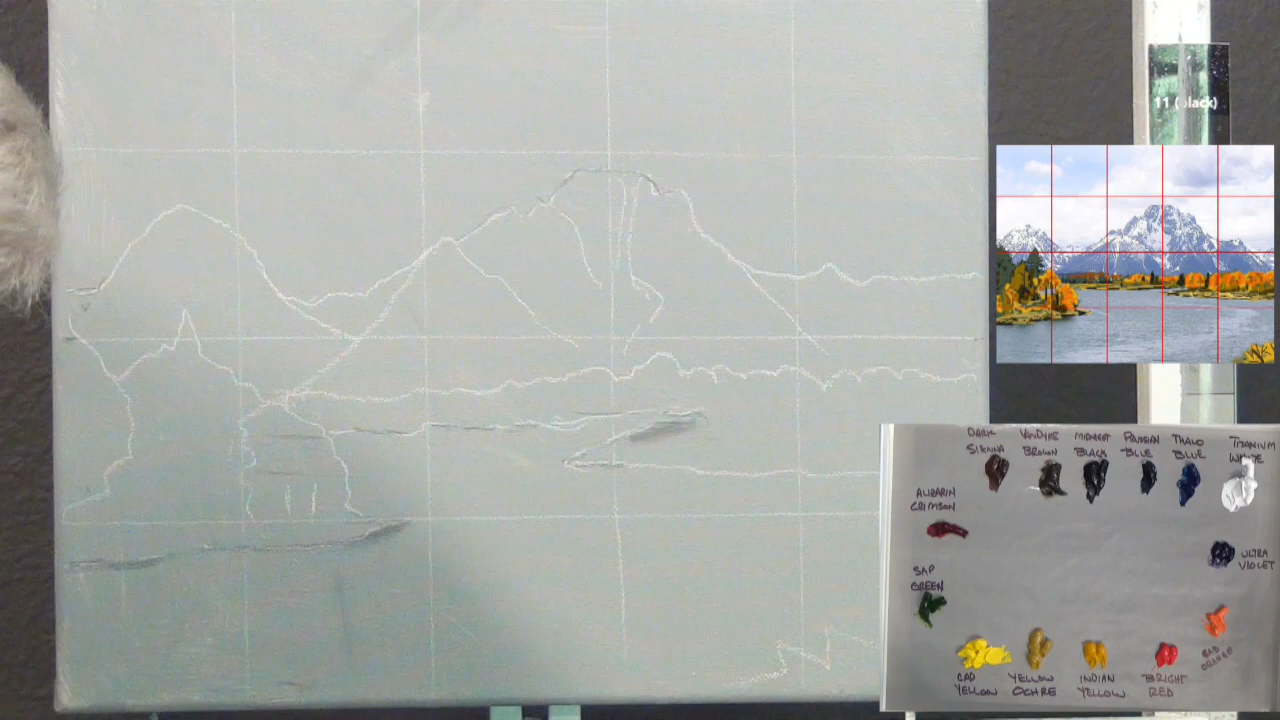 11 (black)
DARK
SIENNA
VANDYKE
BROWN
MIDNIGHT
BLACK
PRUSSIAN
BLUE
THALO
BLUE
TITANIUM
WHITE
ALIZARIN
CRIMSON
ULTRA
VIOLET
SAP
GREEN
CAD
YELLOW
YELLOW
OCHRE
INDIAN
YELLOW
BRIGHT
RED
CAD
ORANGE